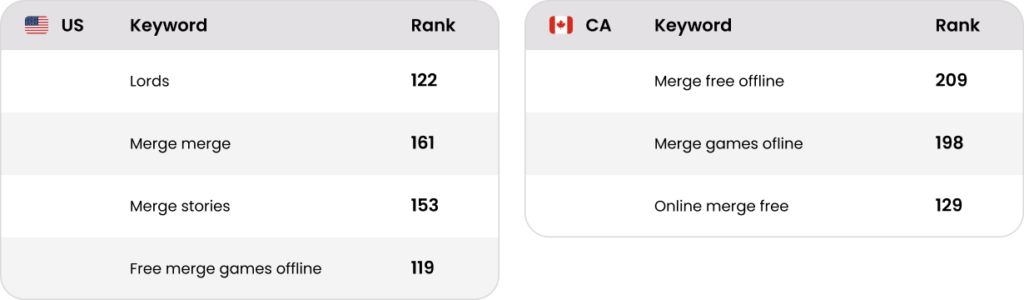 US Keyword Rank
Lords 122
Merge merge 161
Merge stories 153
Free merge games offline 119
CA Keyword Rank
Merge free offline 209
Merge games ofline 198
Online merge free 129